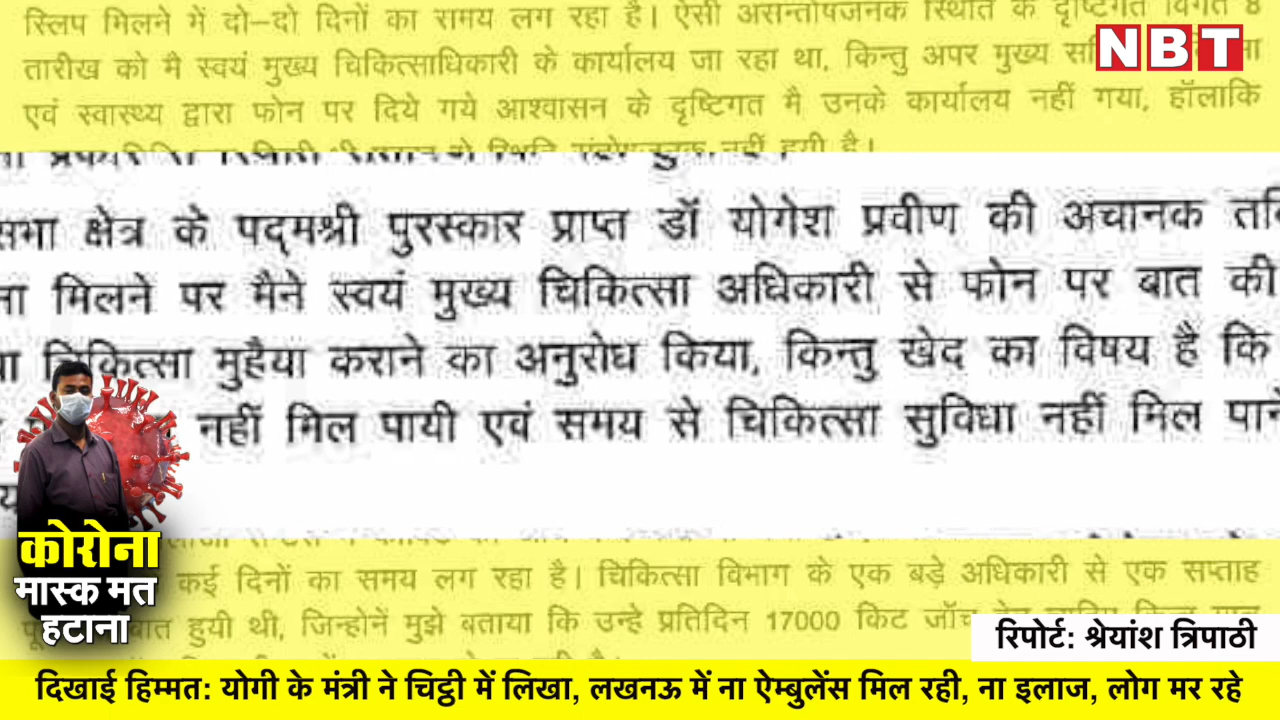 स्लिप मिलने में दो–दो दिनों का समय लग रहा है। ऐसी असन्तोषजनक स्थिति के दृष्टिगत विगत 8
NBT
तारीख को मै स्वयं मुख्य चिकित्साधिकारी के कार्यालय जा रहा था, किन्तु अपर मुख्य
एवं स्वास्थ्य द्वारा फोन पर दिये गये आश्वासन के दृष्टिगत मै उनके कार्यालय नहीं गया, हॉलाकि
नहीं हुयी है।
क्षेत्र के पद्मश्री पुरस्कार प्राप्त डॉ योगेश प्रवीण की अचानक
मिलने पर मैने स्वयं मुख्य चिकित्सा अधिकारी से फोन पर बात की
चिकित्सा मुहैया कराने का अनुरोध किया, किन्तु खेद का विषय है कि
नहीं मिल पायी एवं समय से चिकित्सा सुविधा नहीं मिल पाने
कोरोना
मास्क मत
हटाना
कई दिनों का समय लग रहा है। चिकित्सा विभाग के एक बड़े अधिकारी से एक सप्ताह
हुयी थी, जिन्होनें मुझे बताया कि उन्हे प्रतिदिन 17000 किट जॉच
रिपोर्ट: श्रेयांश त्रिपाठी
दिखाई हिम्मत: योगी के मंत्री ने चिट्ठी में लिखा, लखनऊ में ना ऐम्बुलेंस मिल रही, ना इलाज, लोग मर रहे